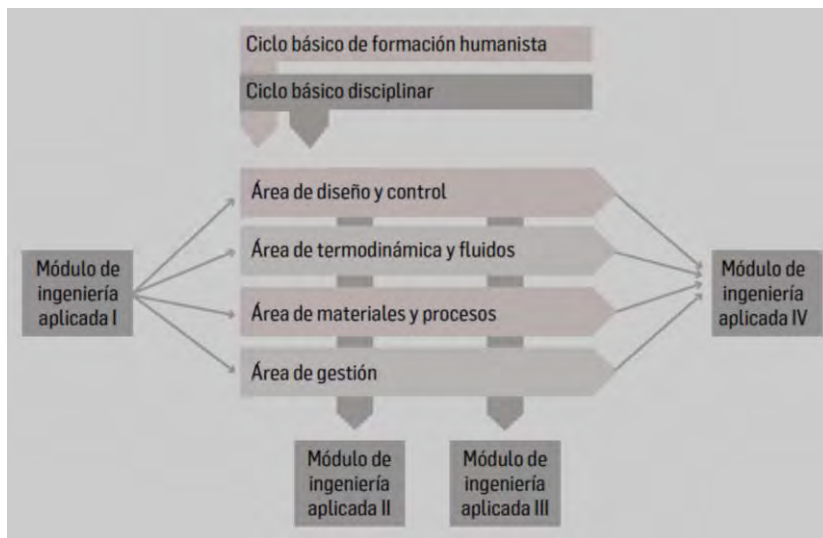 Ciclo básico de formación humanista
Ciclo básico disciplinar
Área de diseño y control
Área de termodinámica y fluidos
Área de materiales y procesos
Área de gestión
Módulo de
ingeniería
aplicada I
Módulo de
ingeniería
aplicada IV
Módulo de
ingeniería
aplicada II
Módulo de
ingeniería
aplicada III